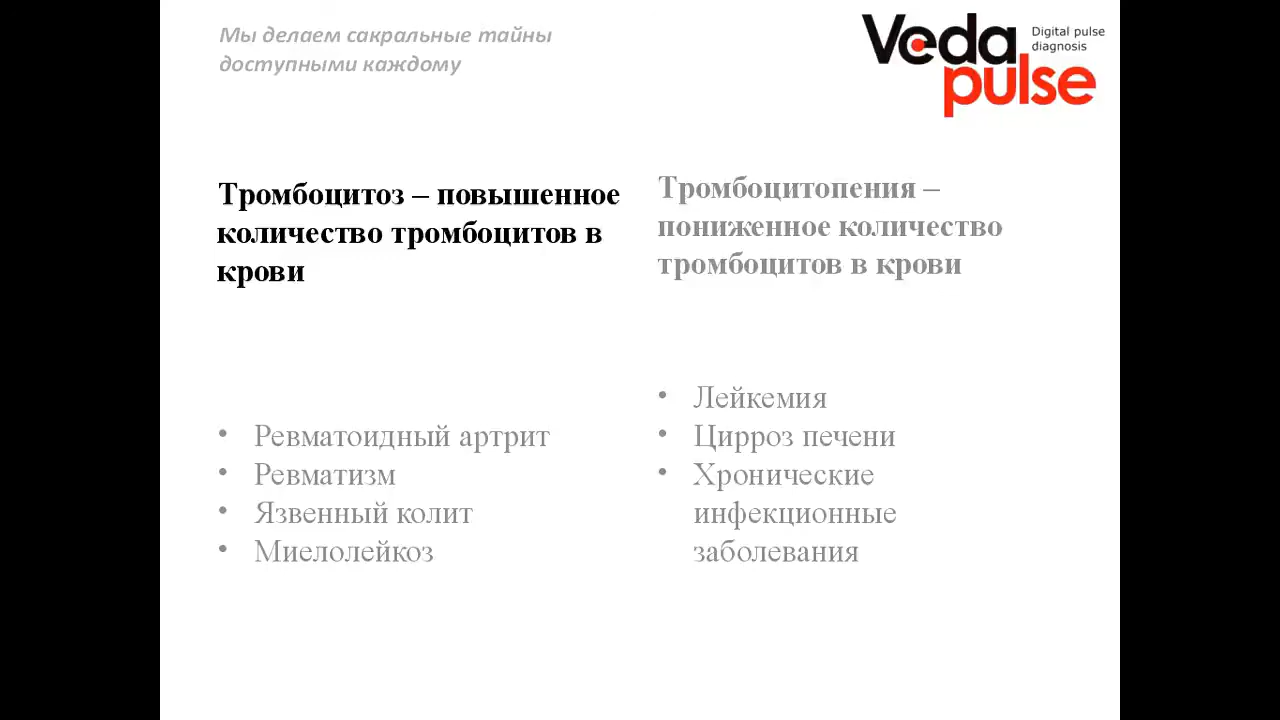 Мы делаем сакральные тайны
доступными каждому
Veda
pulse
Digital pulse
diagnosis
Тромбоцитоз – повышенное
количество тромбоцитов в
крови
• Ревматоидный артрит
• Ревматизм
• Язвенный колит
• Миелолейкоз
Тромбоцитопения –
пониженное количество
тромбоцитов в крови
• Лейкемия
• Цирроз печени
• Хронические
инфекционные
заболевания